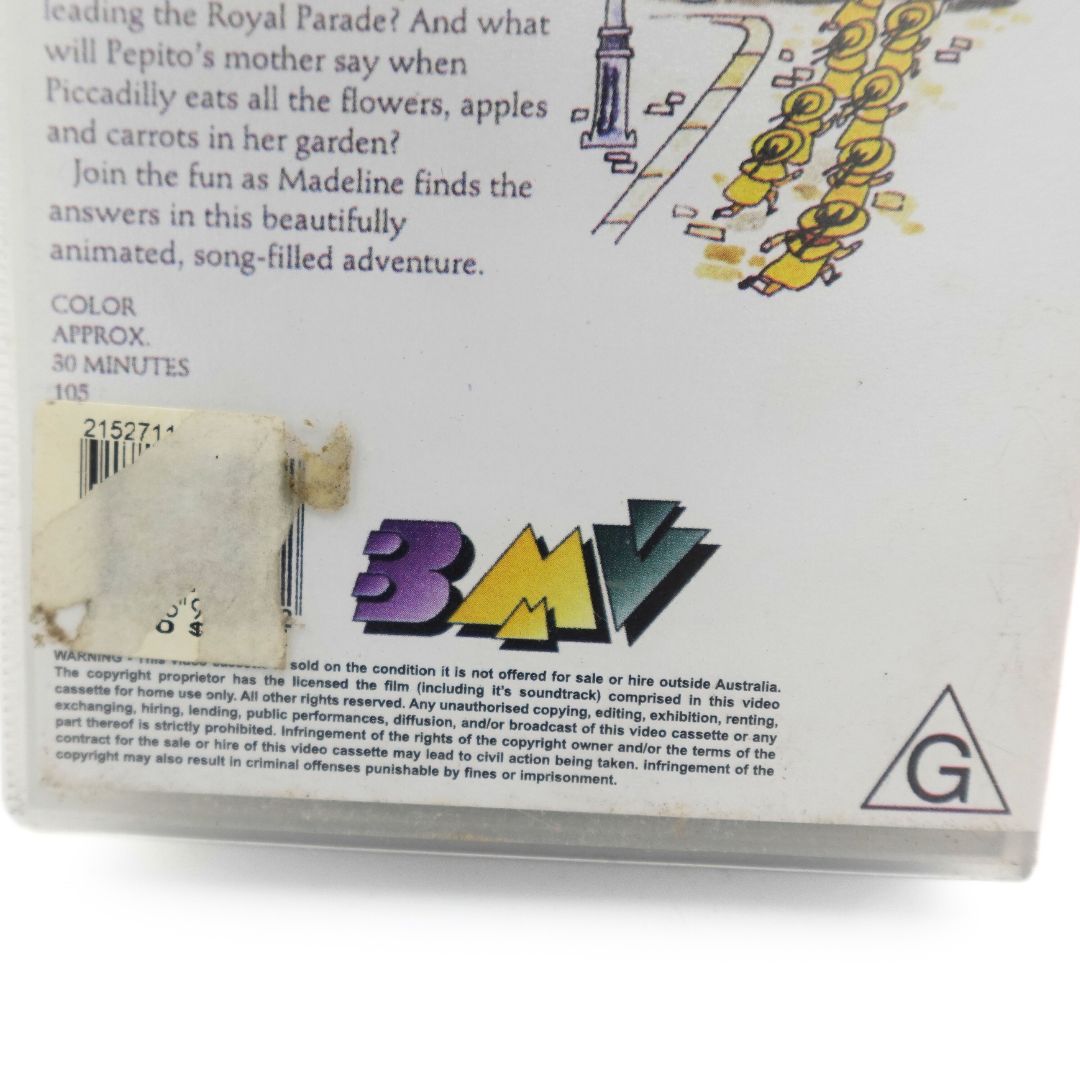 leading the Royal Parade? And what
will Pepito's mother say when
Piccadilly eats all the flowers, apples
and carrots in her garden?
Join the fun as Madeline finds the
answers in this beautifully
animated, song-filled adventure.
COLOR
APPROX.
30 MINUTES
105
BMV
WARNING - This video sold on the condition it is not offered for sale or hire outside Australia.
The copyright proprietor has the licensed the film (including it's soundtrack) comprised in this video
cassette for home use only. All other rights reserved. Any unauthorised copying, editing, exhibition, renting,
exchanging, hiring, lending, public performances, diffusion, and/or broadcast of this video cassette or any
part thereof is strictly prohibited. Infringement of the rights of the copyright owner and/or the terms of the
contract for the sale or hire of this video cassette may lead to civil action being taken. Infringement of the
copyright may also result in criminal offenses punishable by fines or imprisonment.
G